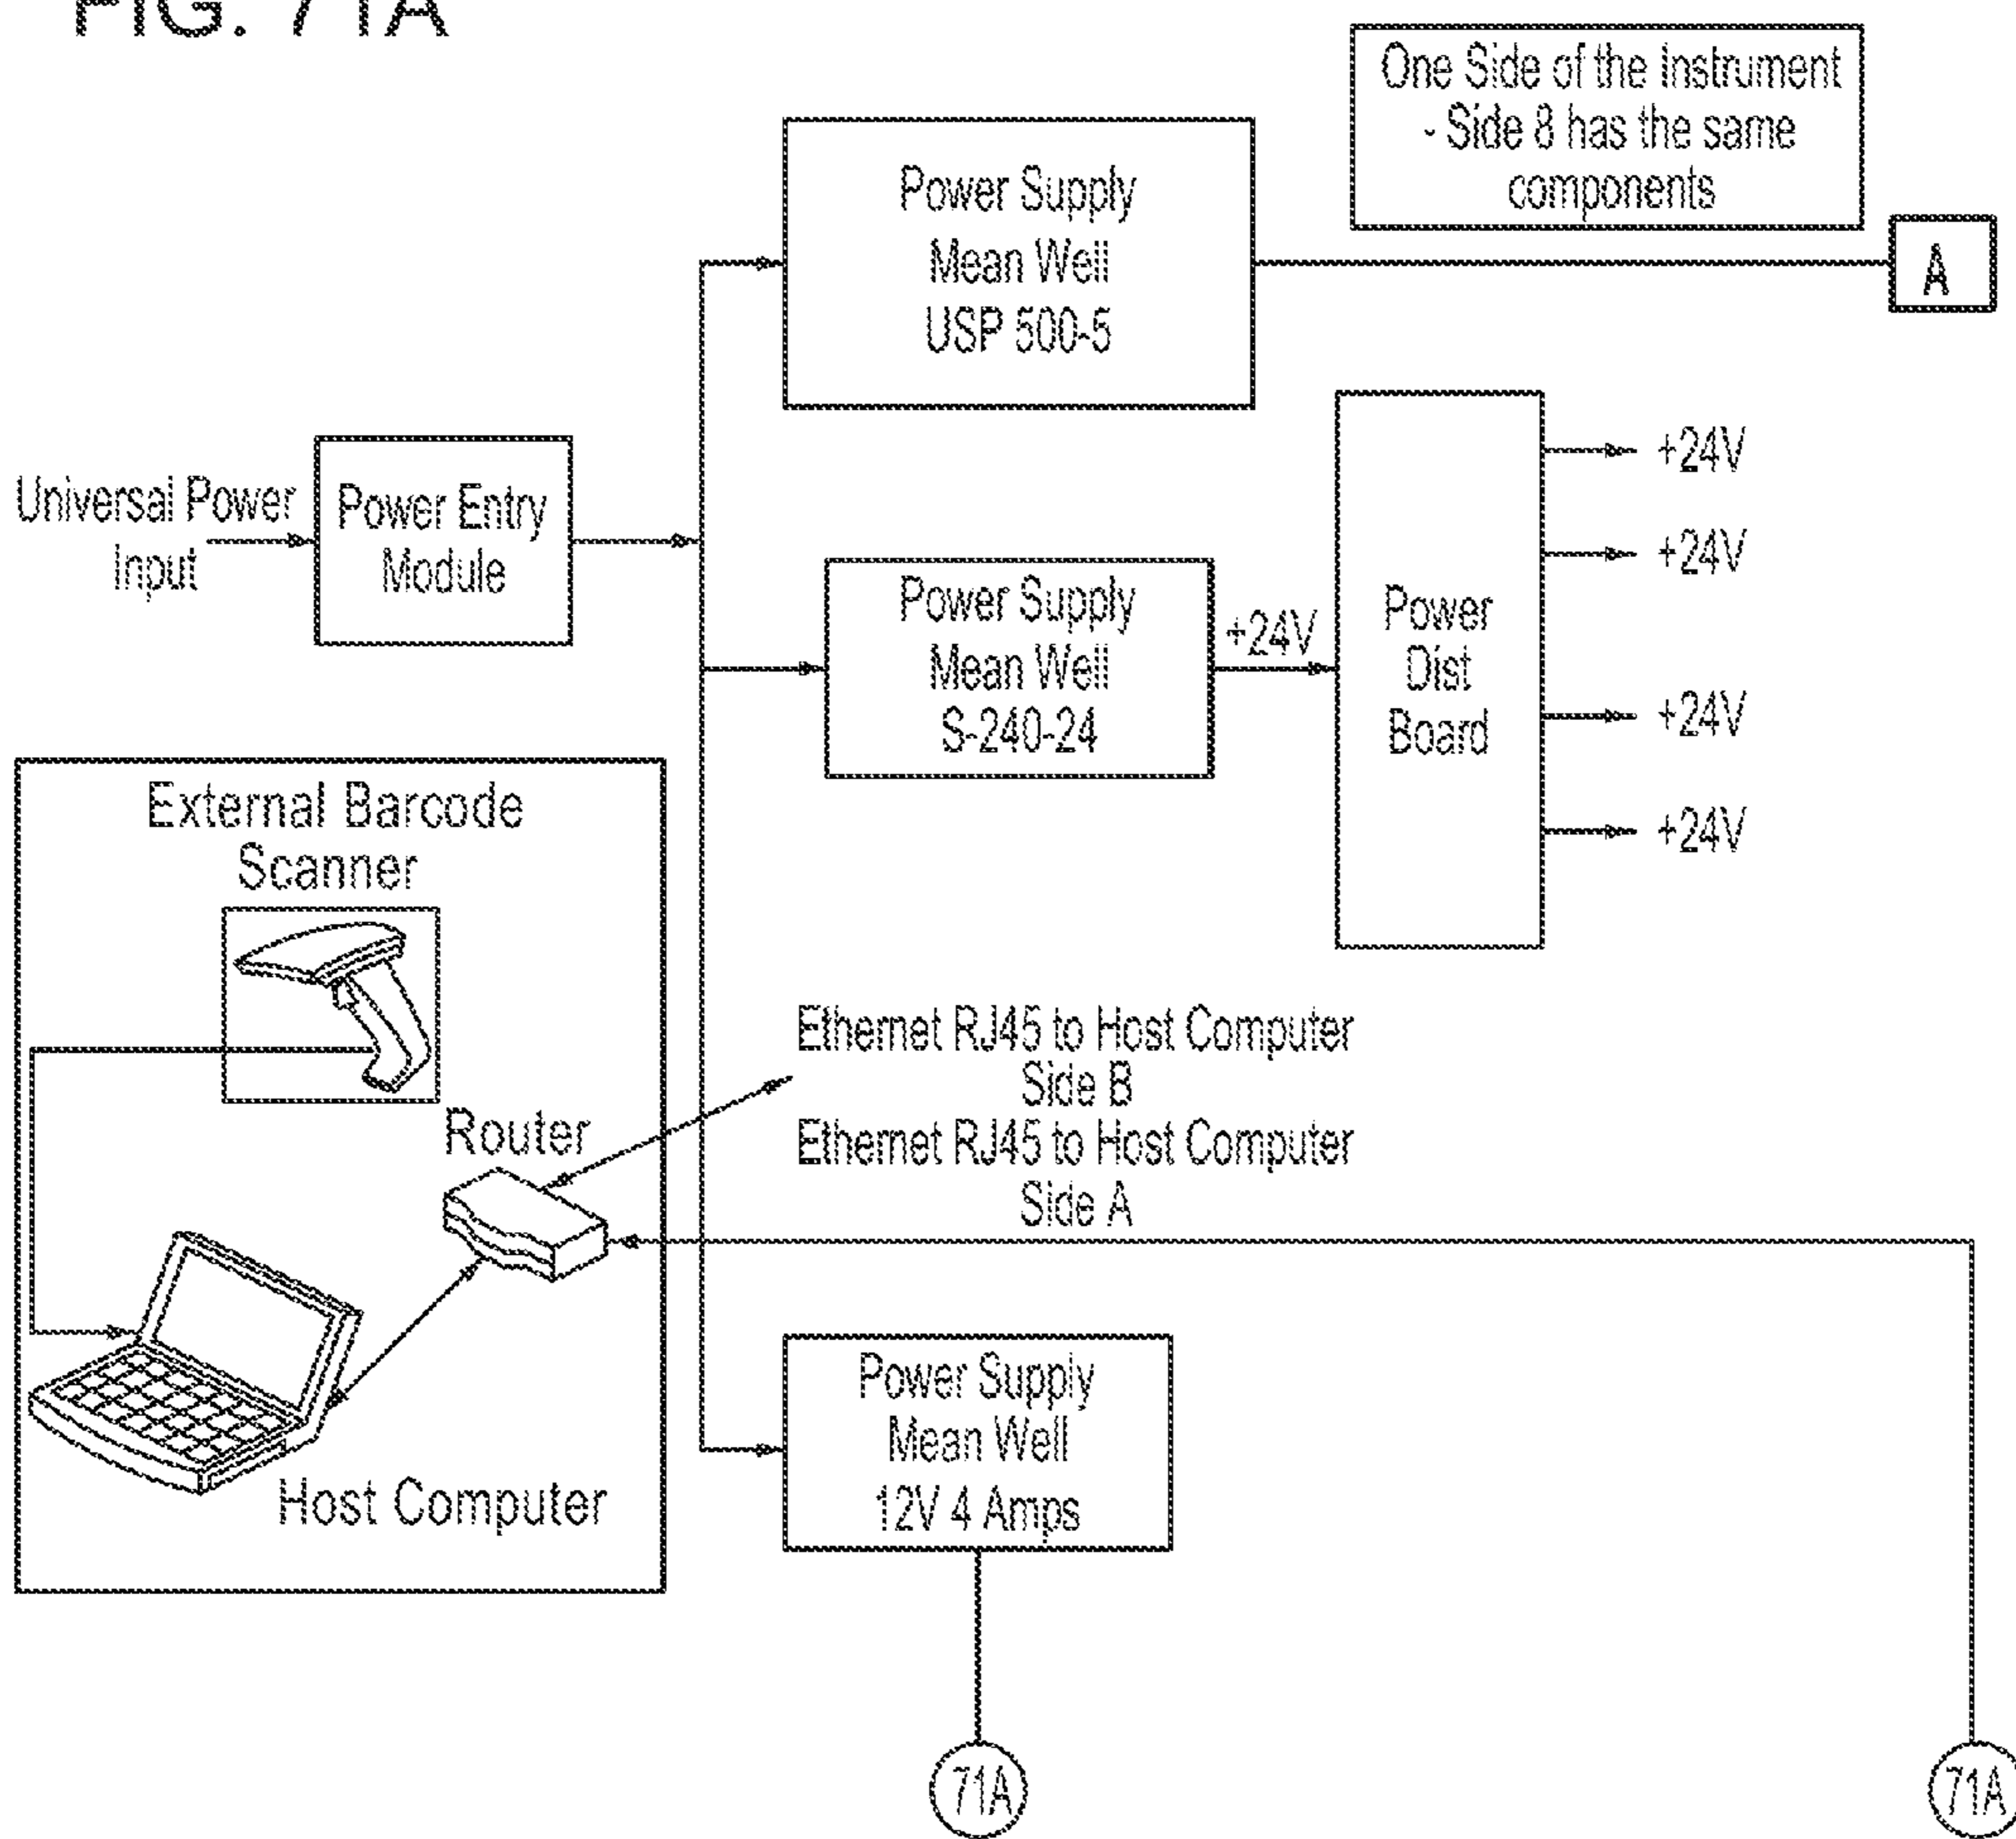 FIG. 71A
One Side of the Instrument
- Side 8 has the same
components
Power Supply
Mean Well
USP 500-5
A
Universal Power
Input
Power Entry
Module
Power Supply
Mean Well
S-240-24
+24V
Power
Dist
Board
+24V
+24V
+24V
+24V
External Barcode
Scanner
Router
Host Computer
Ethernet RJ45 to Host Computer
Side B
Ethernet RJ45 to Host Computer
Side A
Power Supply
Mean Well
12V 4 Amps
71A
71A